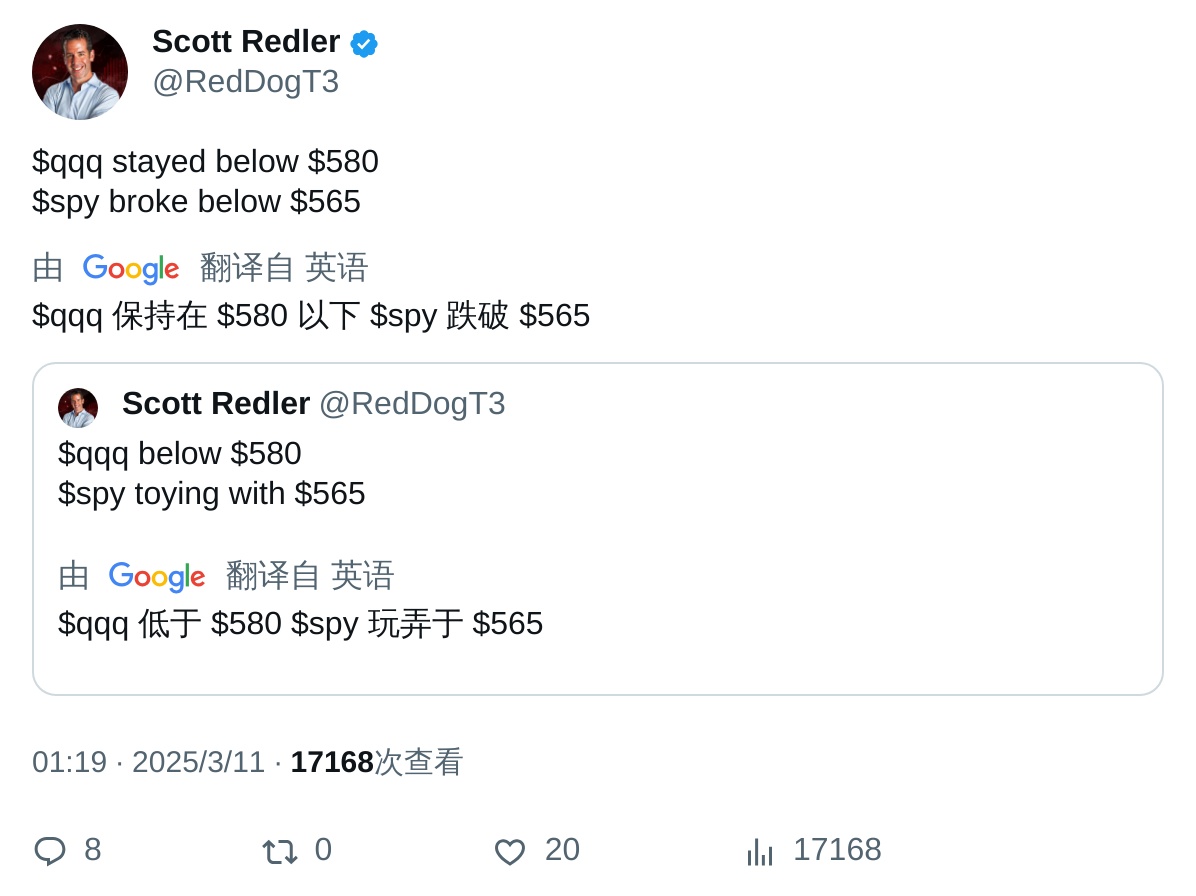 Scott Redler
@RedDogT3
$qqq stayed below $580
$spy broke below $565
由 Google 翻译自 英语
$qqq 保持在 $580 以下 $spy 跌破 $565
Scott Redler @RedDogT3
$qqq below $580
$spy toying with $565
由 Google 翻译自 英语
$qqq 低于 $580 $spy 玩弄于 $565
01:19 · 2025/3/11 · 17168次查看
8 0 20 17168